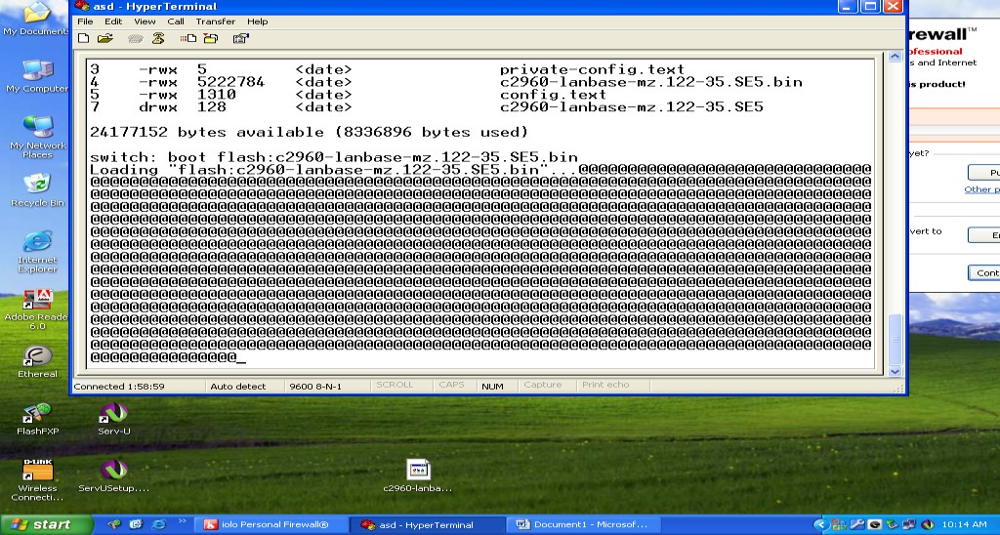 asd - HyperTerminal
File Edit View Call Transfer Help
3 -rwx 5 <date> private-config.text
4 -rwx 5222784 <date> c2960-lanbase-mz.122-35.SE5.bin
5 -rwx 1310 <date> config.text
7 drwx 128 <date> c2960-lanbase-mz.122-35.SE5
24177152 bytes available (8336896 bytes used)
switch: boot flash:c2960-lanbase-mz.122-35.SE5.bin
Loading "flash:c2960-lanbase-mz.122-35.SE5.bin"...@@@@@@@@@@@@@@@@@@@@@@@@@@@@@@
@@@@@@@@@@@@@@@@@@@@@@@@@@@@@@@@@@@@@@@@@@@@@@@@@@@@@@@@@@@@@@@@@@@@@@@@@@@@@@@@
@@@@@@@@@@@@@@@@@@@@@@@@@@@@@@@@@@@@@@@@@@@@@@@@@@@@@@@@@@@@@@@@@@@@@@@@@@@@@@@@
@@@@@@@@@@@@@@@@@@@@@@@@@@@@@@@@@@@@@@@@@@@@@@@@@@@@@@@@@@@@@@@@@@@@@@@@@@@@@@@@
@@@@@@@@@@@@@@@@@@@@@@@@@@@@@@@@@@@@@@@@@@@@@@@@@@@@@@@@@@@@@@@@@@@@@@@@@@@@@@@@
@@@@@@@@@@@@@@@@@@@@@@@@@@@@@@@@@@@@@@@@@@@@@@@@@@@@@@@@@@@@@@@@@@@@@@@@@@@@@@@@
@@@@@@@@@@@@@@@@@@@@@@@@@@@@@@@@@@@@@@@@@@@@@@@@@@@@@@@@@@@@@@@@@@@@@@@@@@@@@@@@
@@@@@@@@@@@@@@@@@@@@@@@@@@@@@@@@@@@@@@@@@@@@@@@@@@@@@@@@@@@@@@@@@@@@@@@@@@@@@@@@
@@@@@@@@@@@@@@@@@@@@@@@@@@@@@@@@@@@@@@@@@@@@@@@@@@@@@@@@@@@@@@@@@@@@@@@@@@@@@@@@
@@@@@@@@@@@@@@@@@@@@@@@@@@@@@@@@@@@@@@@@@@@@@@@@@@@@@@@@@@@@@@@@@@@@@@@@@@@@@@@@
@@@@@@@@@@@@@@@@@@@@@@@@@@@@@@@@@@@@@@@@@@@@@@@@@@@@@@@@@@@@@@@@@@@@@@@@@@@@@@@@
@@@@@@@@@@@@@@@@@@@@@@@@@@@@@@@@@@@@@@@@@@@@@@@@@@@@@@@@@@@@@@@@@@@@@@@@@@@@@@@@
@@@@@@@@@@@@@@@@@@@@@@@@@@@@@@@@@@@@@@@@@@@@@@@@@@@@@@@@@@@@@@@@@@@@@@@@@@@@@@@@
@@@@@@@@@@@@@@@@@@@@@@@@@@@@@@@@@@@@@@@@@@@@@@@@@@@@@@@@@@@@@@@@@@@@@@@@@@@@@@@@
@@@@@@@@@@@@@@@@@@@@@@@@@@@@@@@@@@@@@@@@@@@@@@@@@@@@@@@@@@@@@@@@@@@@@@@@@@@@@@@@
@@@@@@@@@@@@@@@_
Connected 1:58:59 Auto detect 9600 8-N-1 SCROLL CAPS NUM Capture Print echo
rewall™
ofessional
s and Internet
is product!
yet?
Pu
Other p
vert to
En
Cont
My Document
My Computer
My Network
Places
Recycle Bin
Internet
Explorer
Adobe Reade
6.0
Ethereal
FlashFXP
Serv-U
D-Link
Wireless
Connecti...
ServUSetup....
c2960-lanba...
start
iolo Personal Firewall®
asd - HyperTerminal
Document1 - Microsof...
10:14 AM